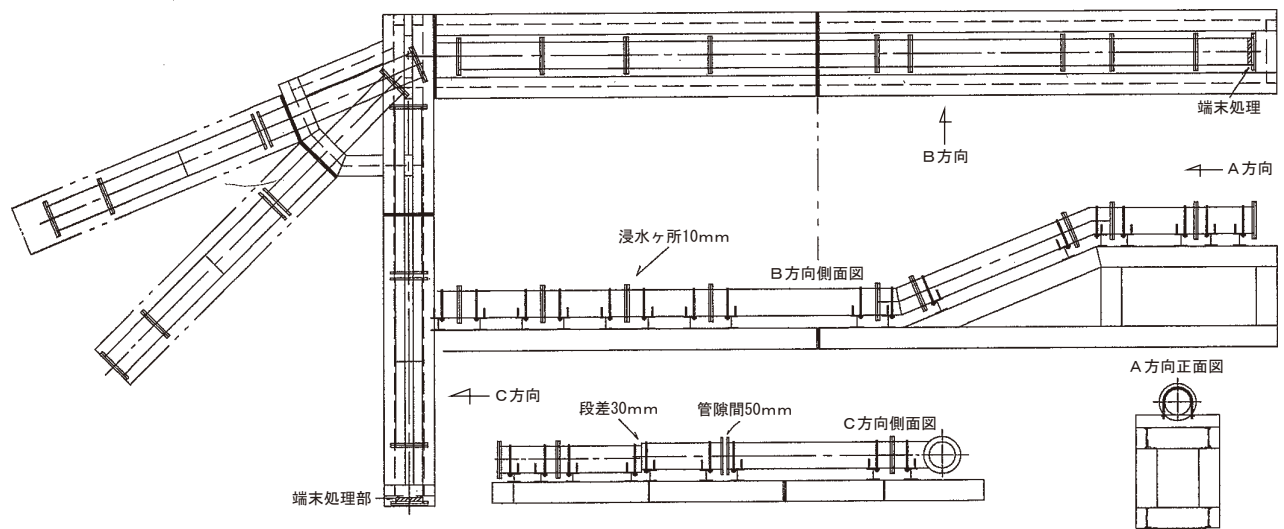 端末処理
B方向
A方向
浸水ヶ所10mm
B方向側面図
A方向正面図
C方向
段差30mm
管隙間50mm
C方向側面図
端末処理部